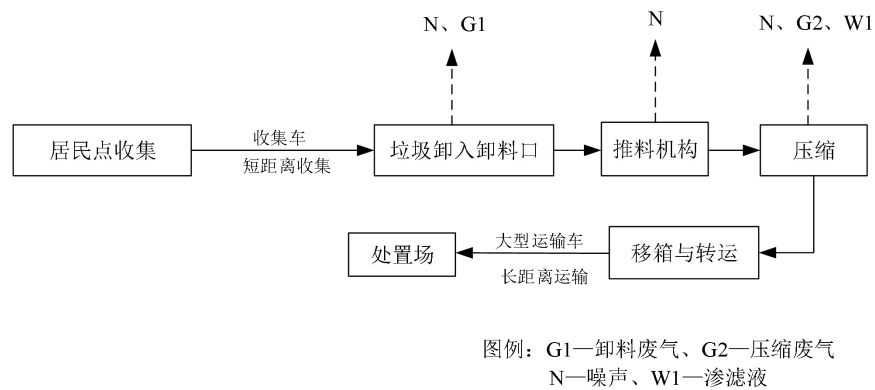 N、G1
N
N、G2、W1
居民点收集
收集车
短距离收集
垃圾卸入卸料口
推料机构
压缩
处置场
大型运输车
长距离运输
移箱与转运
图例：G1—卸料废气、G2—压缩废气
N—噪声、W1—渗滤液